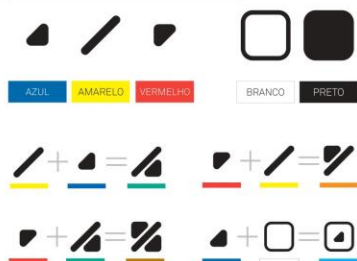 AZUL AMARELO VERMELHO BRANCO PRETO
+ = + =
+ = + =